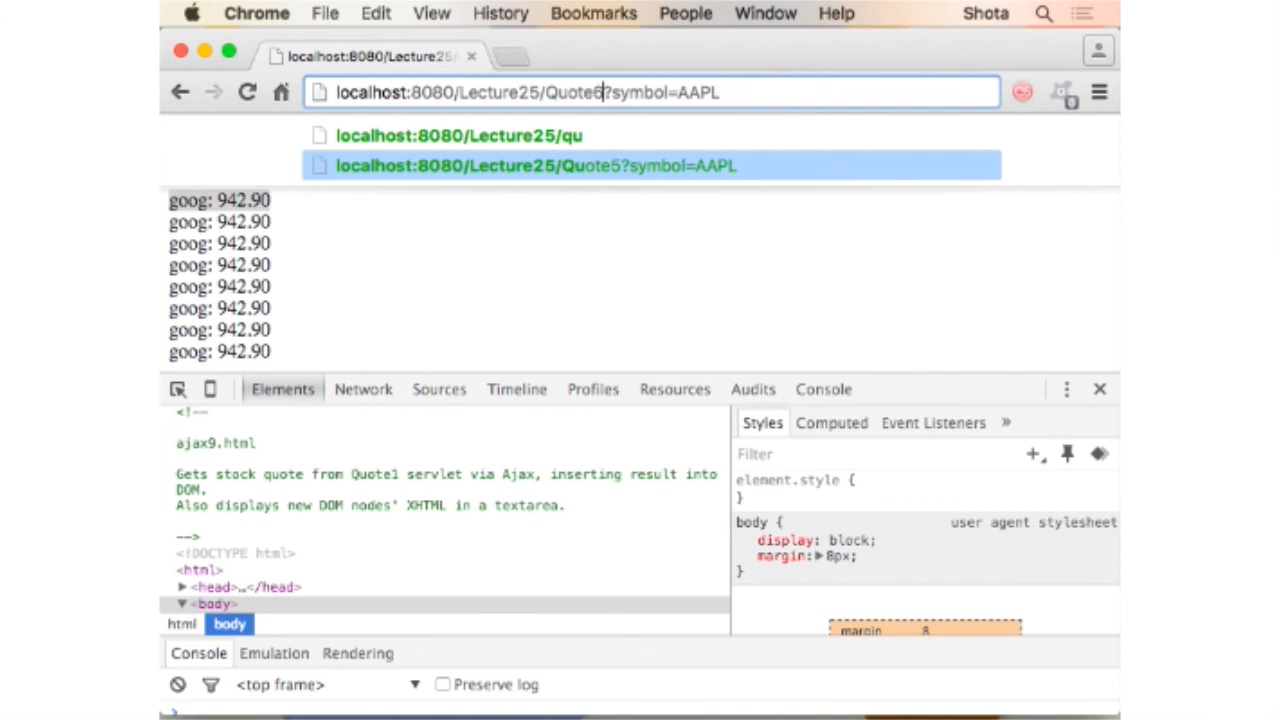 Chrome File Edit View History Bookmarks People Window Help Shota
localhost:8080/Lecture25/
localhost:8080/Lecture25/Quote6?symbol=AAPL
localhost:8080/Lecture25/qu
localhost:8080/Lecture25/Quote5?symbol=AAPL
goog: 942.90
goog: 942.90
goog: 942.90
goog: 942.90
goog: 942.90
goog: 942.90
goog: 942.90
goog: 942.90
Elements Network Sources Timeline Profiles Resources Audits Console
<!--
ajax9.html
Gets stock quote from Quote1 servlet via Ajax, inserting result into
DOM.
Also displays new DOM nodes' XHTML in a textarea.
-->
<!DOCTYPE html>
<html>
▶<head>…</head>
▼<body>
html body
Styles Computed Event Listeners »
Filter
element.style {
}
body { user agent stylesheet
display: block;
margin:▶8px;
}
margin 8
Console Emulation Rendering
<top frame> ▼ Preserve log